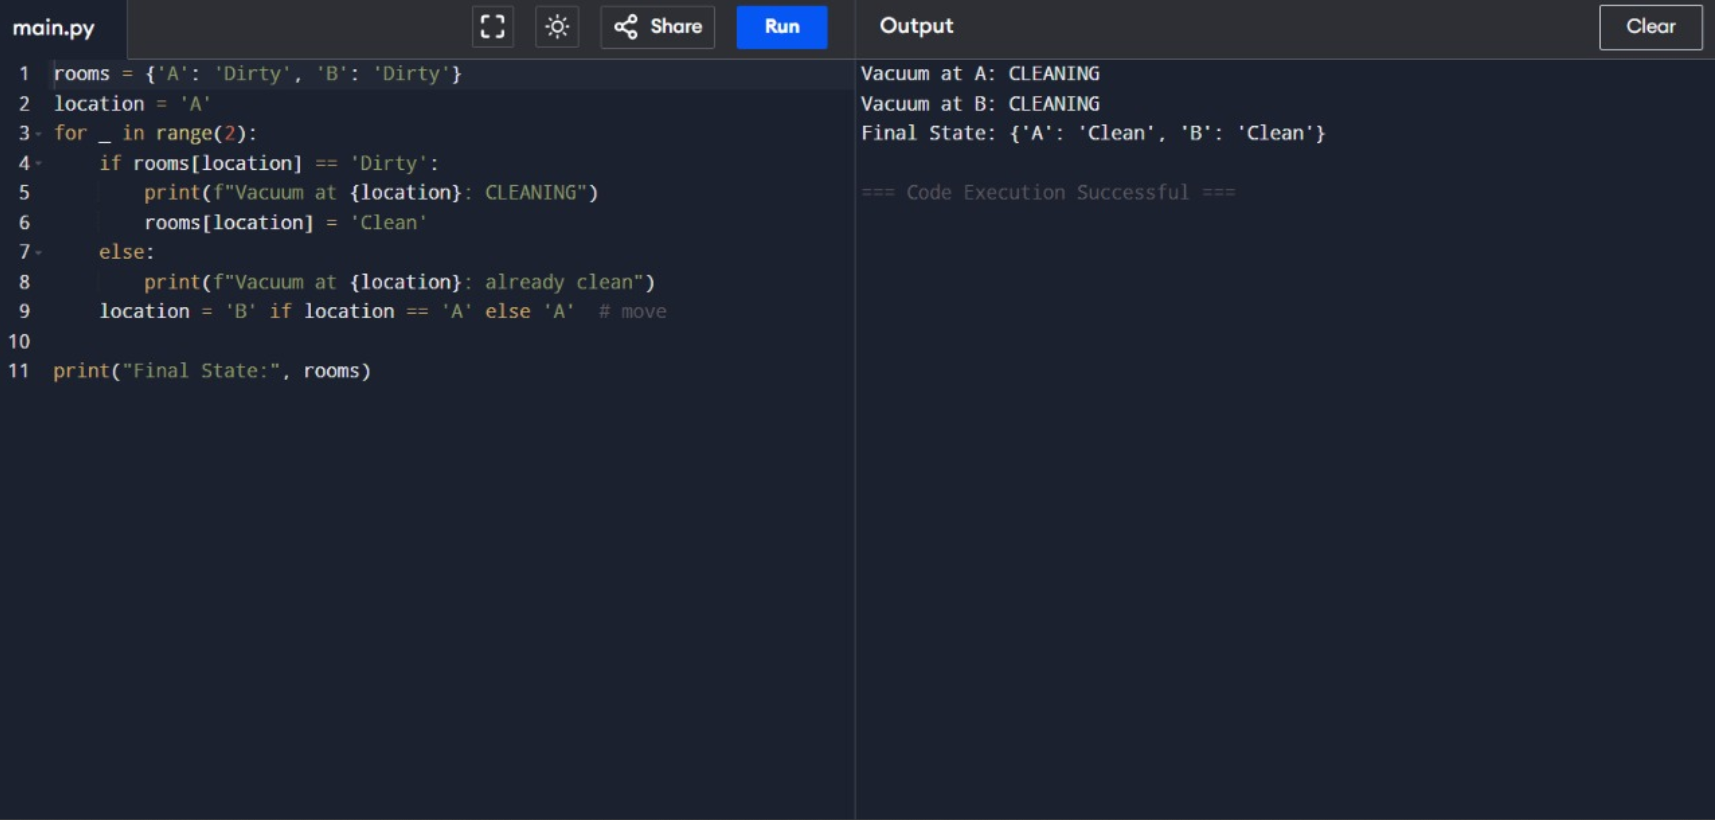 main.py
Share
Run
1 rooms = {'A': 'Dirty', 'B': 'Dirty'}
2 location = 'A'
3 for _ in range(2):
4     if rooms[location] == 'Dirty':
5         print(f"Vacuum at {location}: CLEANING")
6         rooms[location] = 'Clean'
7     else:
8         print(f"Vacuum at {location}: already clean")
9     location = 'B' if location == 'A' else 'A'  # move
10
11 print("Final State:", rooms)
Output
Clear
Vacuum at A: CLEANING
Vacuum at B: CLEANING
Final State: {'A': 'Clean', 'B': 'Clean'}
=== Code Execution Successful ===